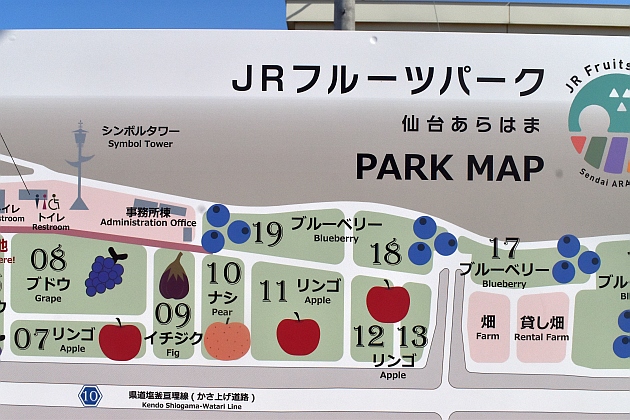 JRフルーツパーク
仙台あらはま
PARK MAP
JR Fruits
Sendai ARA
シンボルタワー
Symbol Tower
トイレ
Restroom
事務所棟
Administration Office
19 ブルーベリー
Blueberry
18
17
ブルーベリー
Blueberry
08
ブドウ
Grape
09
イチジク
Fig
10
ナシ
Pear
11 リンゴ
Apple
12 13
リンゴ
Apple
07 リンゴ
Apple
畑
Farm
貸し畑
Rental Farm
10
県道塩釜亘理線（かさ上げ道路）
Kendo Shiogama-Watari Line